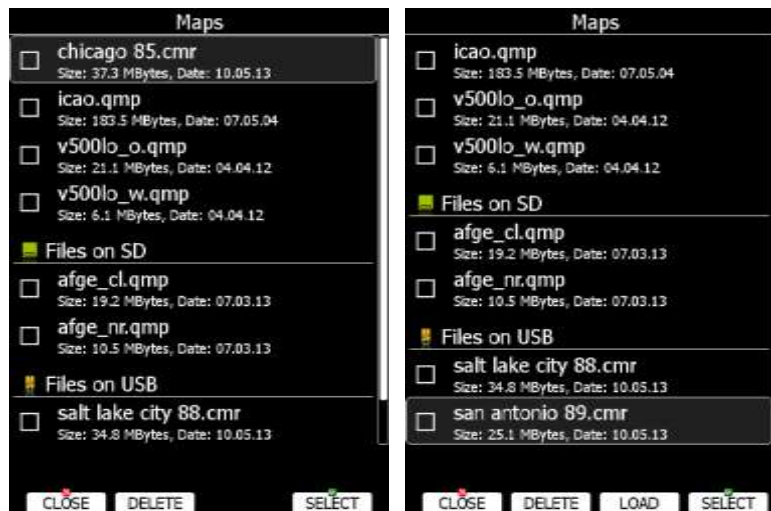 Maps
chicago 85.cmr
Size: 37.3 MBytes, Date: 10.05.13
icao.qmp
Size: 183.5 MBytes, Date: 07.05.04
v500lo_o.qmp
Size: 21.1 MBytes, Date: 04.04.12
v500lo_w.qmp
Size: 6.1 MBytes, Date: 04.04.12
Files on SD
afge_cl.qmp
Size: 19.2 MBytes, Date: 07.03.13
afge_nr.qmp
Size: 10.5 MBytes, Date: 07.03.13
Files on USB
salt lake city 88.cmr
Size: 34.8 MBytes, Date: 10.05.13
CLOSE DELETE SELECT
Maps
icao.qmp
Size: 183.5 MBytes, Date: 07.05.04
v500lo_o.qmp
Size: 21.1 MBytes, Date: 04.04.12
v500lo_w.qmp
Size: 6.1 MBytes, Date: 04.04.12
Files on SD
afge_cl.qmp
Size: 19.2 MBytes, Date: 07.03.13
afge_nr.qmp
Size: 10.5 MBytes, Date: 07.03.13
Files on USB
salt lake city 88.cmr
Size: 34.8 MBytes, Date: 10.05.13
san antonio 89.cmr
Size: 25.1 MBytes, Date: 10.05.13
CLOSE DELETE LOAD SELECT